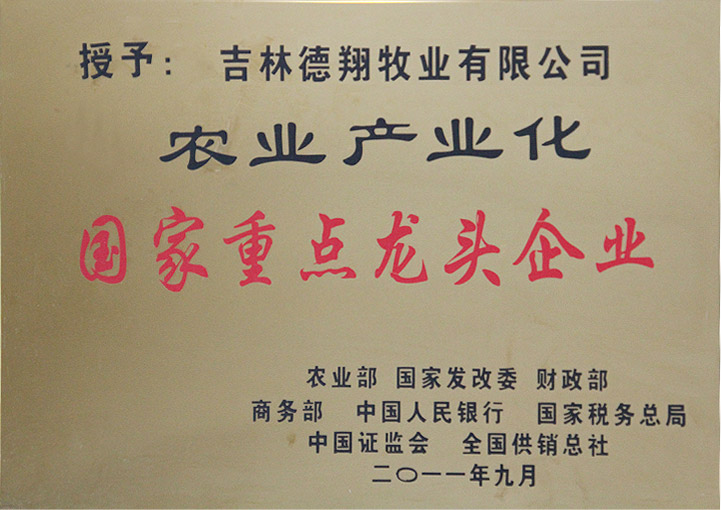 授予： 吉林德翔牧业有限公司
农业产业化
国家重点龙头企业
农业部 国家发改委 财政部
商务部 中国人民银行 国家税务总局
中国证监会 全国供销总社
二〇一一年九月